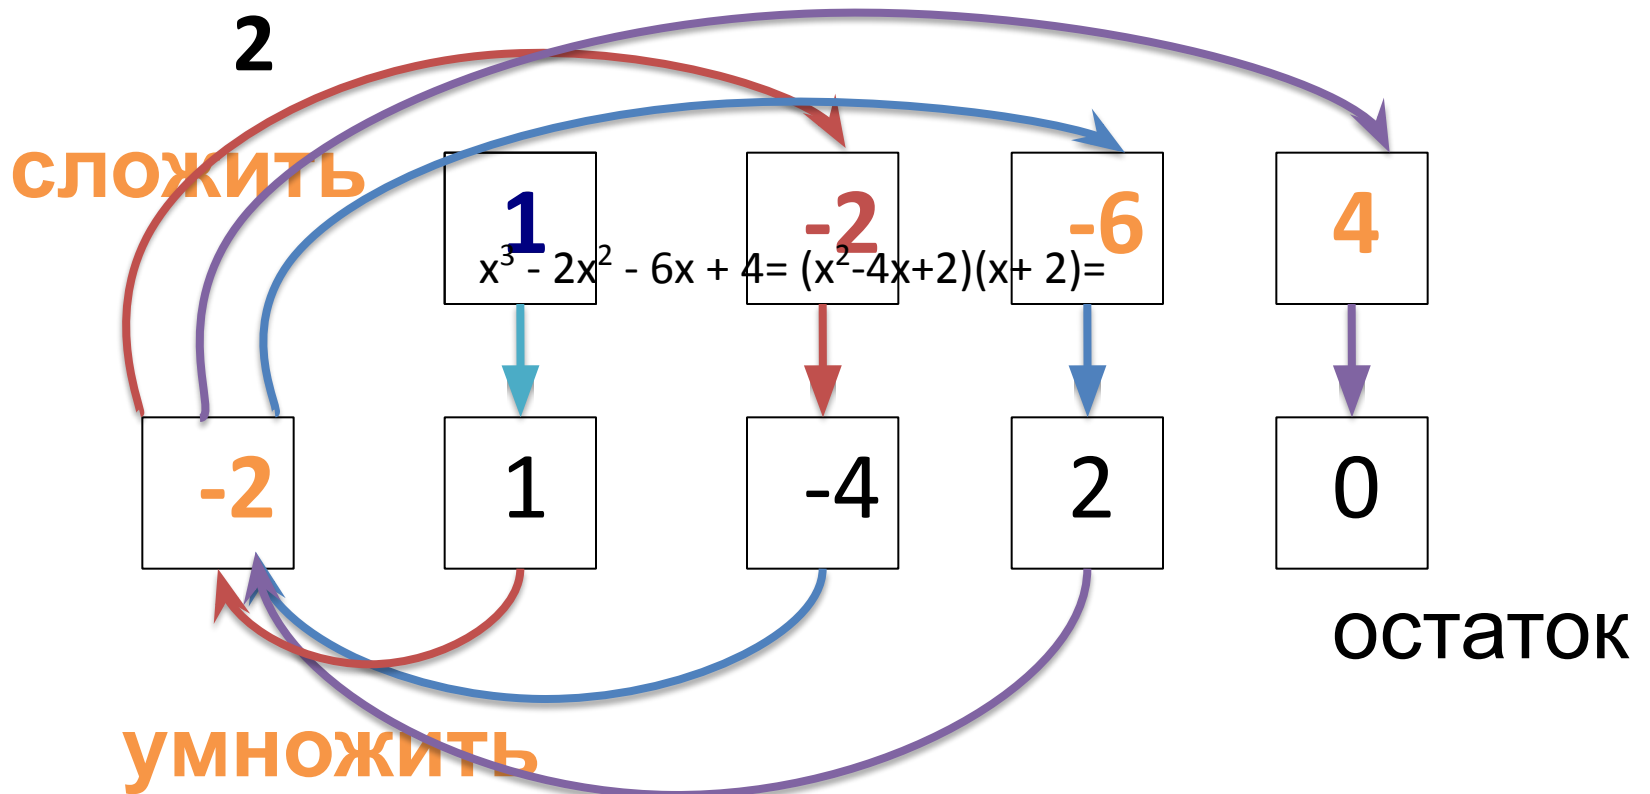 2
сложить
1 -2 -6 4
x³ - 2x² - 6x + 4= (x²-4x+2)(x+ 2)=
-2 1 -4 2 0
остаток
умножить